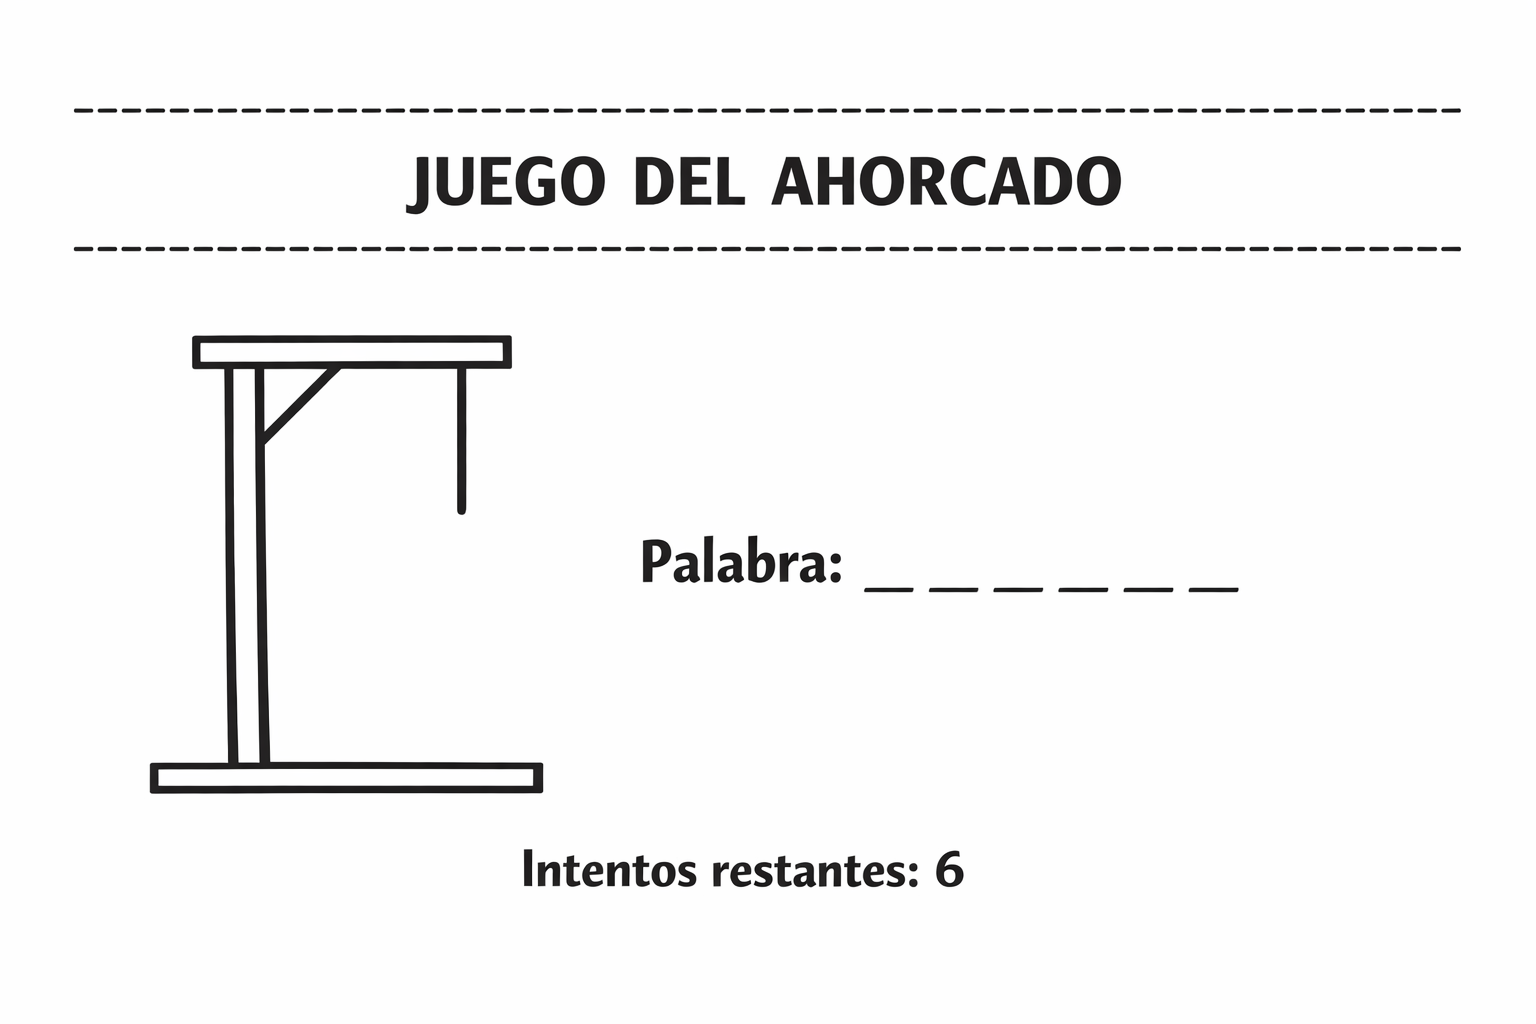 JUEGO DEL AHORCADO
Palabra: _ _ _ _ _ _
Intentos restantes: 6